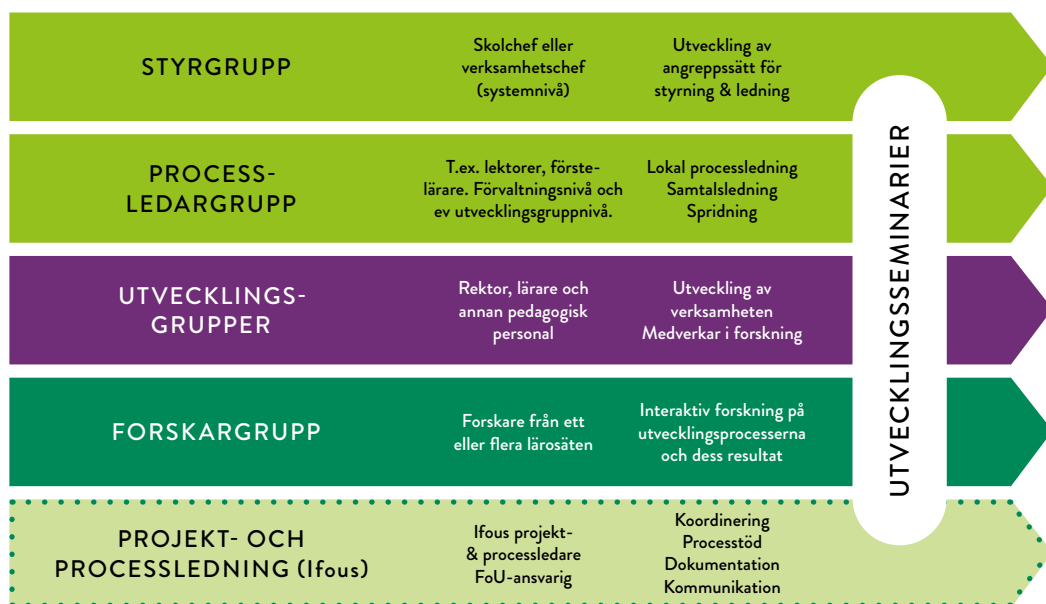 STYRGRUPP
Skolchef eller
verksamhetschef
(systemnivå)
Utveckling av
angreppssätt för
styrning & ledning
PROCESS-
LEDARGRUPP
T.ex. lektorer, förste-
lärare. Förvaltningsnivå och
ev utvecklingsgruppnivå.
Lokal processledning
Samtalsledning
Spridning
UTVECKLINGS-
GRUPPER
Rektor, lärare och
annan pedagogisk
personal
Utveckling av
verksamheten
Medverkar i forskning
FORSKARGRUPP
Forskare från ett
eller flera lärosäten
Interaktiv forskning på
utvecklingsprocesserna
och dess resultat
PROJEKT- OCH
PROCESSLEDNING (Ifous)
Ifous projekt-
& processledare
FoU-ansvarig
Koordinering
Processtöd
Dokumentation
Kommunikation
UTVECKLINGSSEMINARIER